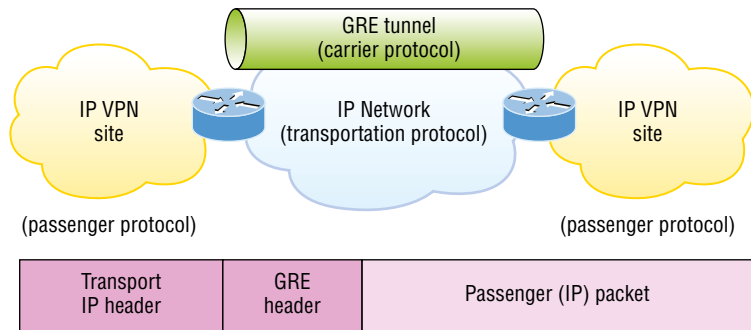 GRE tunnel
(carrier protocol)
IP VPN
site
IP Network
(transportation protocol)
IP VPN
site
(passenger protocol)
(passenger protocol)
Transport
IP header
GRE
header
Passenger (IP) packet